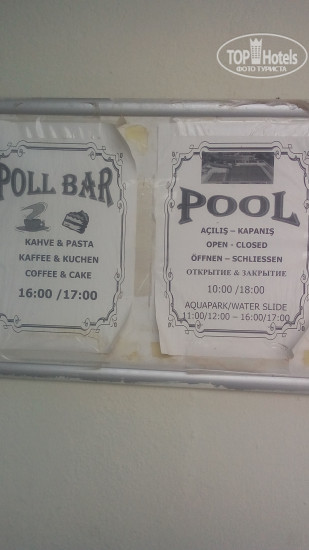 TOPHotels
ФОТО ТУРИСТА
POLL BAR
KAHVE & PASTA
KAFFEE & KUCHEN
COFFEE & CAKE
16:00 /17:00
POOL
AÇILIŞ – KAPANIŞ
OPEN - CLOSED
ÖFFNEN – SCHLIESSEN
ОТКРЫТИЕ & ЗАКРЫТИЕ
10:00 /18:00
AQUAPARK/WATER SLIDE
11:00/12:00 – 16:00/17:00